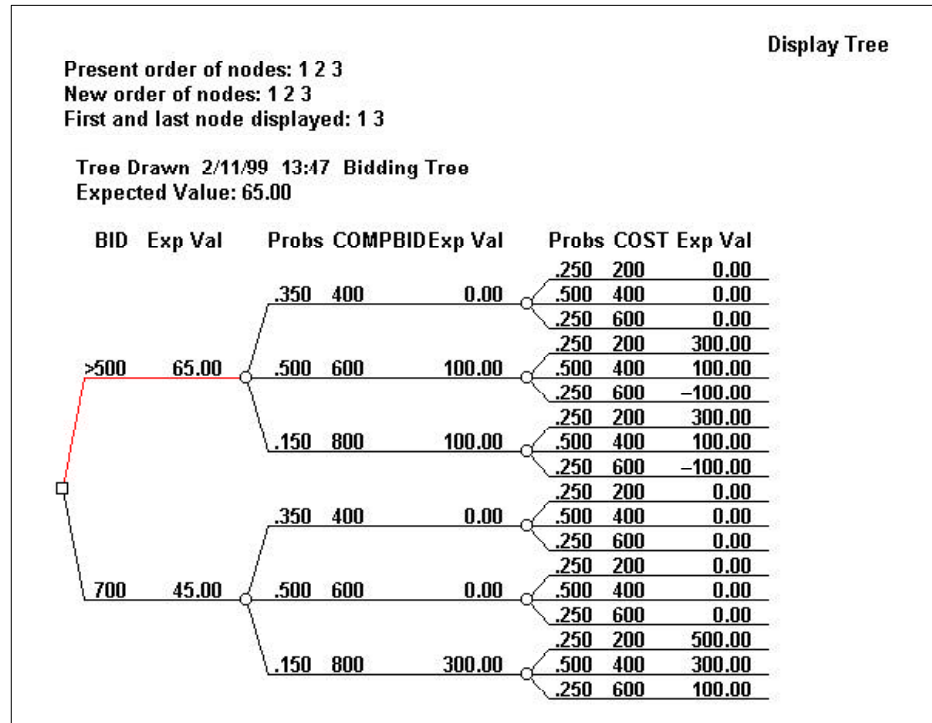 Display Tree
Present order of nodes: 1 2 3
New order of nodes: 1 2 3
First and last node displayed: 1 3
Tree Drawn 2/11/99 13:47 Bidding Tree
Expected Value: 65.00
BID Exp Val Probs COMPBID Exp Val Probs COST Exp Val
.250 200 0.00
.350 400 0.00 .500 400 0.00
.250 600 0.00
.250 200 300.00
>500 65.00 .500 600 100.00 .500 400 100.00
.250 600 −100.00
.250 200 300.00
.150 800 100.00 .500 400 100.00
.250 600 −100.00
.250 200 0.00
.350 400 0.00 .500 400 0.00
.250 600 0.00
.250 200 0.00
700 45.00 .500 600 0.00 .500 400 0.00
.250 600 0.00
.250 200 500.00
.150 800 300.00 .500 400 300.00
.250 600 100.00